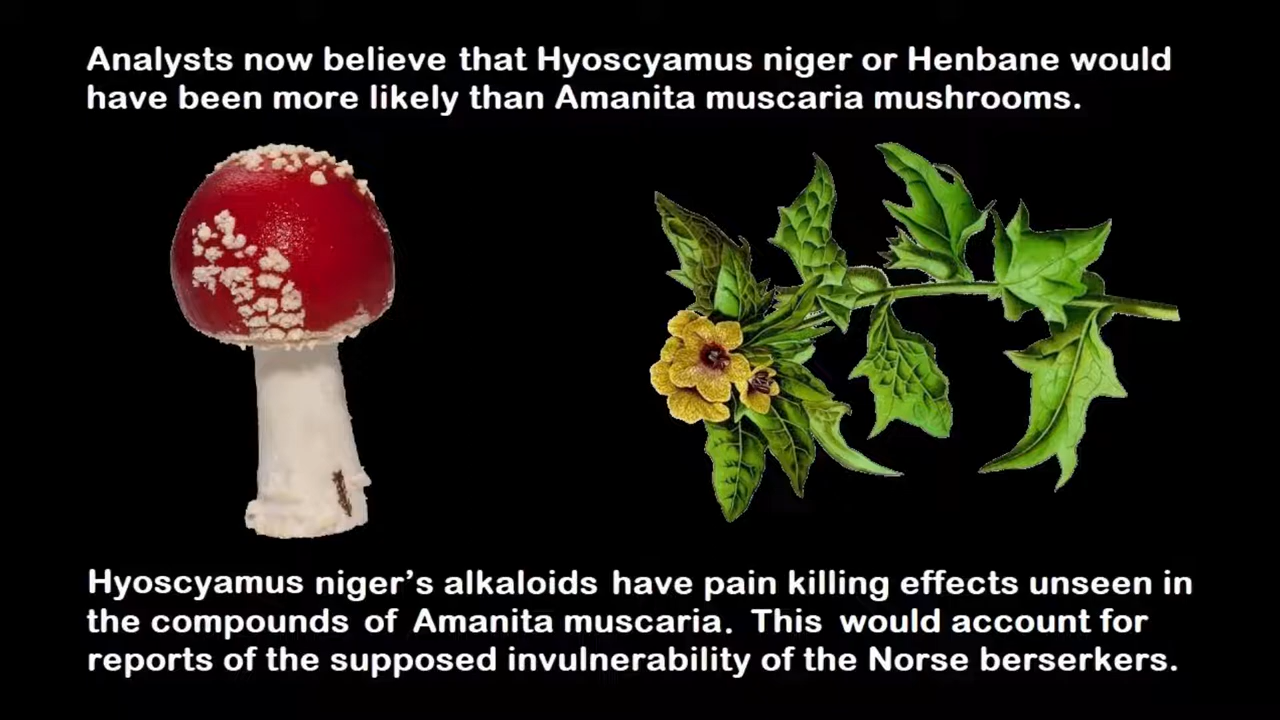 Analysts now believe that Hyoscyamus niger or Henbane would
have been more likely than Amanita muscaria mushrooms.
Hyoscyamus niger’s alkaloids have pain killing effects unseen in
the compounds of Amanita muscaria. This would account for
reports of the supposed invulnerability of the Norse berserkers.